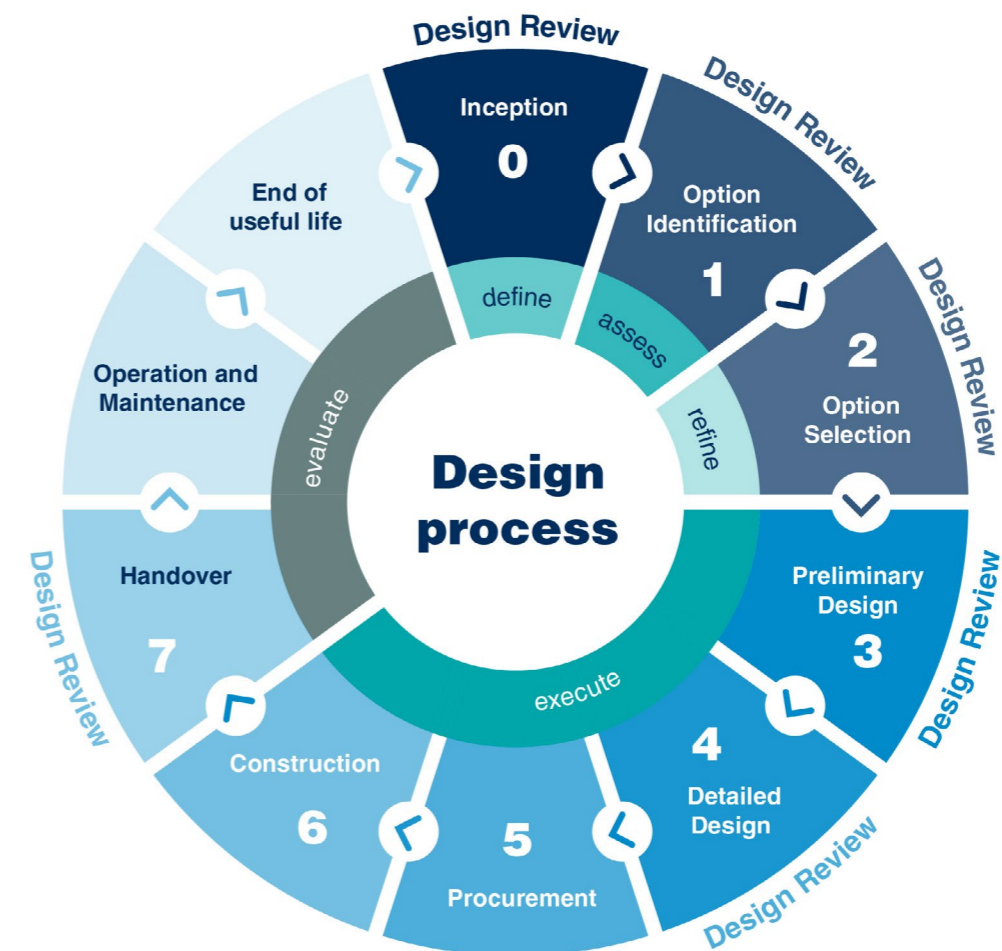 Design Review
Inception
0
Design Review
Option
Identification
1
Design Review
2
Option
Selection
Design Review
Preliminary
Design
3
Design Review
4
Detailed
Design
5
Procurement
Construction
6
Design Review
Handover
7
Operation and
Maintenance
End of
useful life
define
assess
refine
execute
evaluate
Design
process